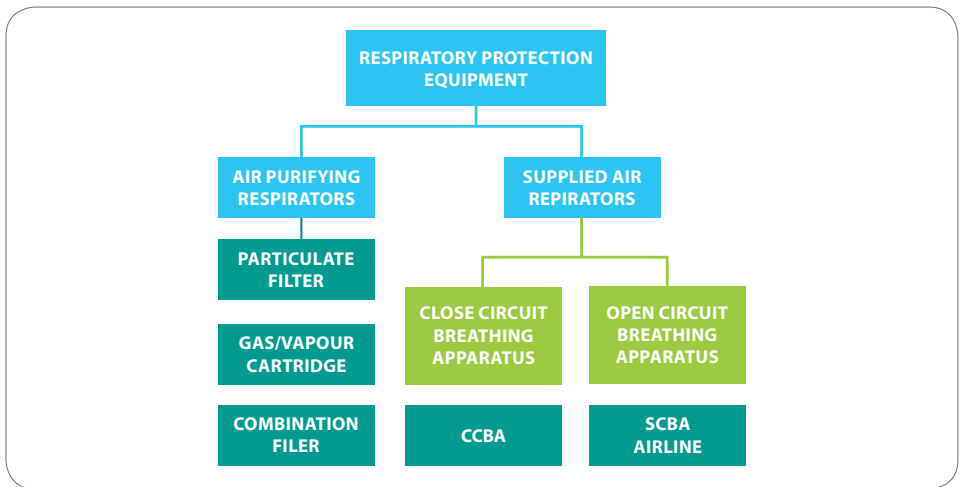 RESPIRATORY PROTECTION
EQUIPMENT
AIR PURIFYING
RESPIRATORS
SUPPLIED AIR
REPIRATORS
PARTICULATE
FILTER
GAS/VAPOUR
CARTRIDGE
COMBINATION
FILER
CLOSE CIRCUIT
BREATHING
APPARATUS
OPEN CIRCUIT
BREATHING
APPARATUS
CCBA
SCBA
AIRLINE